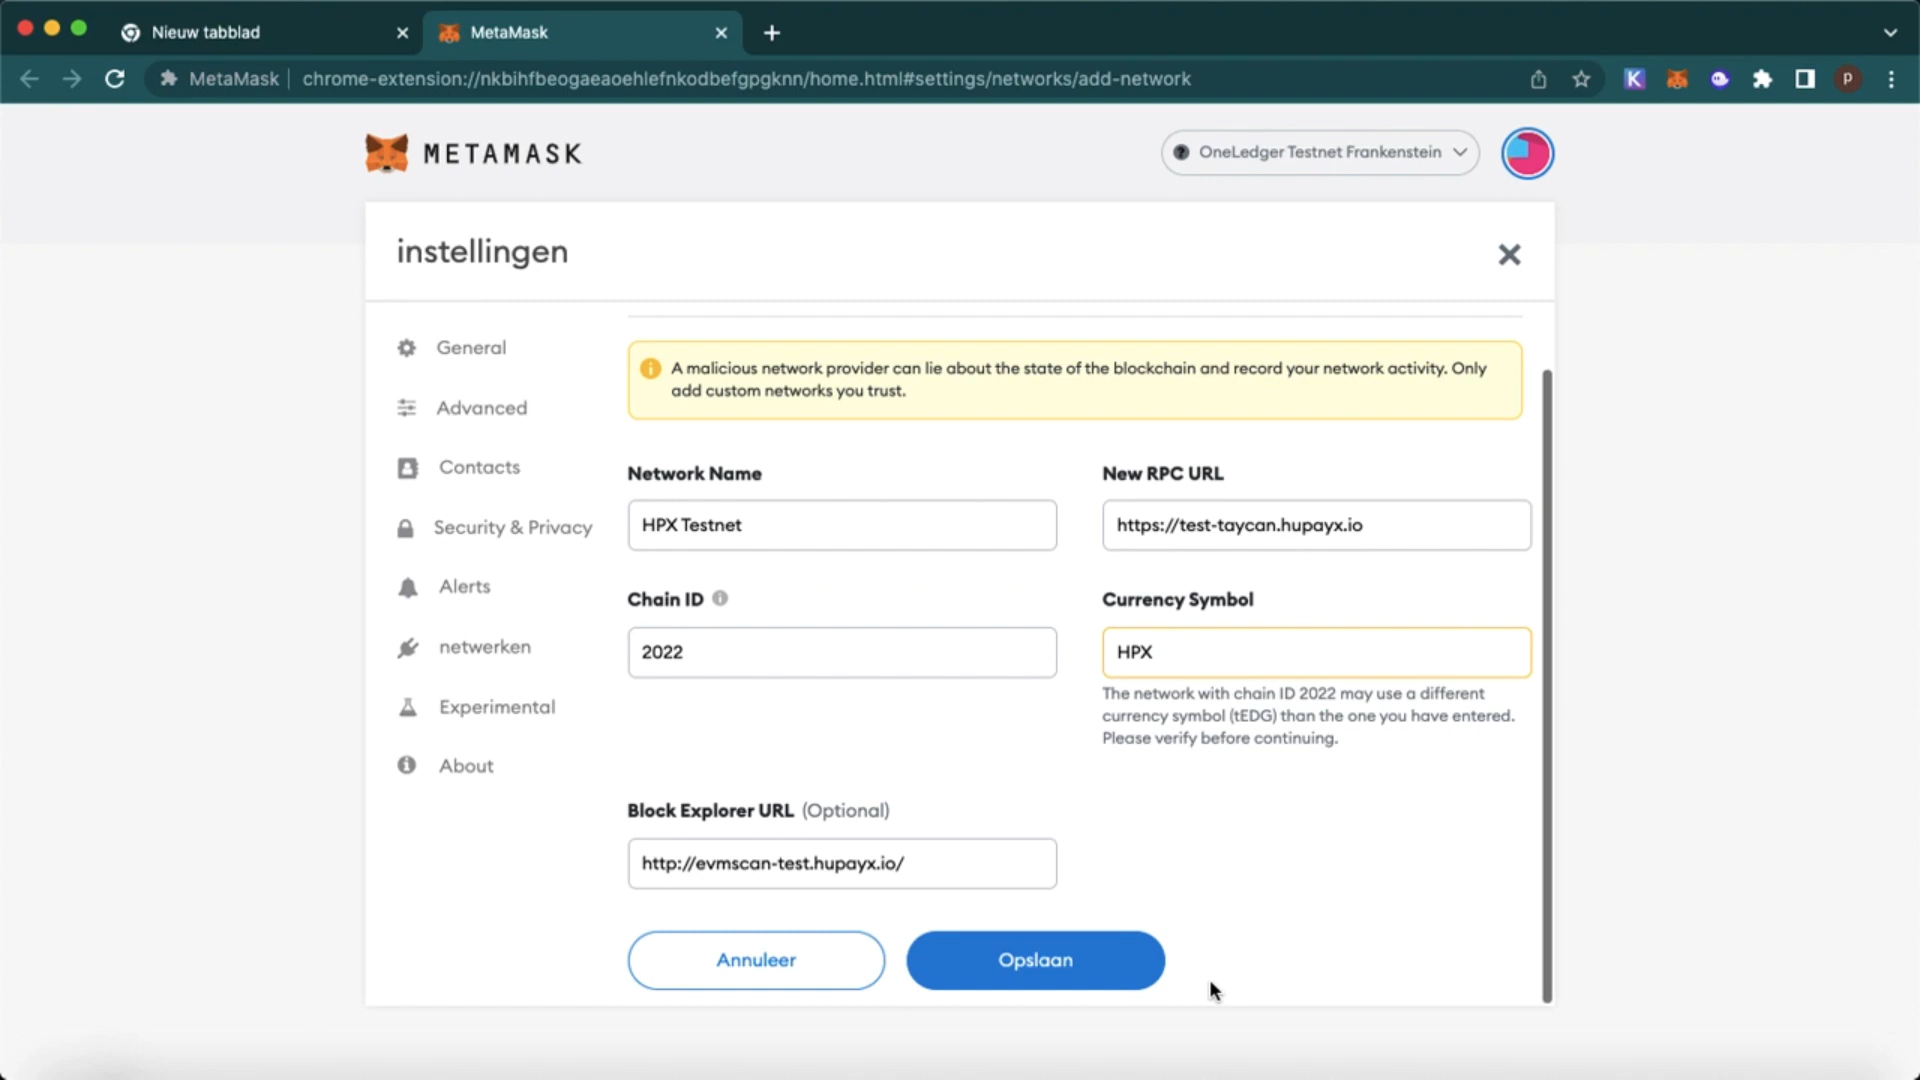 Nieuw tabblad
MetaMask
MetaMask
chrome-extension://nkbihfbeogaeaoehlefnkodbefgpgknn/home.html#settings/networks/add-network
K
P
METAMASK
OneLedger Testnet Frankenstein
instellingen
General
Advanced
Contacts
Security & Privacy
Alerts
netwerken
Experimental
About
A malicious network provider can lie about the state of the blockchain and record your network activity. Only
add custom networks you trust.
Network Name
HPX Testnet
New RPC URL
https://test-taycan.hupayx.io
Chain ID
2022
Currency Symbol
HPX
The network with chain ID 2022 may use a different
currency symbol (tEDG) than the one you have entered.
Please verify before continuing.
Block Explorer URL (Optional)
http://evmscan-test.hupayx.io/
Annuleer
Opslaan